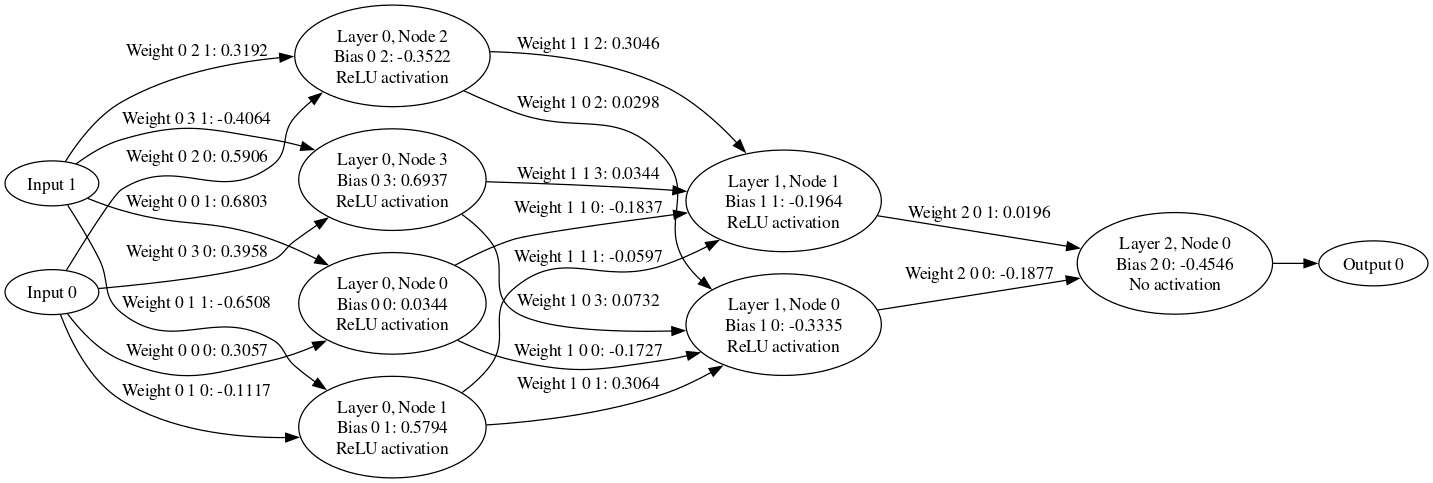 Layer 0, Node 2
Bias 0 2: -0.3522
ReLU activation
Weight 0 2 1: 0.3192
Weight 1 1 2: 0.3046
Weight 1 0 2: 0.0298
Weight 0 3 1: -0.4064
Weight 0 2 0: 0.5906
Layer 0, Node 3
Bias 0 3: 0.6937
ReLU activation
Input 1
Weight 1 1 3: 0.0344
Layer 1, Node 1
Bias 1 1: -0.1964
ReLU activation
Weight 0 0 1: 0.6803
Weight 1 1 0: -0.1837
Weight 2 0 1: 0.0196
Weight 0 3 0: 0.3958
Weight 1 1 1: -0.0597
Layer 2, Node 0
Bias 2 0: -0.4546
No activation
Output 0
Input 0
Layer 0, Node 0
Bias 0 0: 0.0344
ReLU activation
Weight 2 0 0: -0.1877
Weight 0 1 1: -0.6508
Weight 1 0 3: 0.0732
Layer 1, Node 0
Bias 1 0: -0.3335
ReLU activation
Weight 0 0 0: 0.3057
Weight 1 0 0: -0.1727
Weight 0 1 0: -0.1117
Weight 1 0 1: 0.3064
Layer 0, Node 1
Bias 0 1: 0.5794
ReLU activation